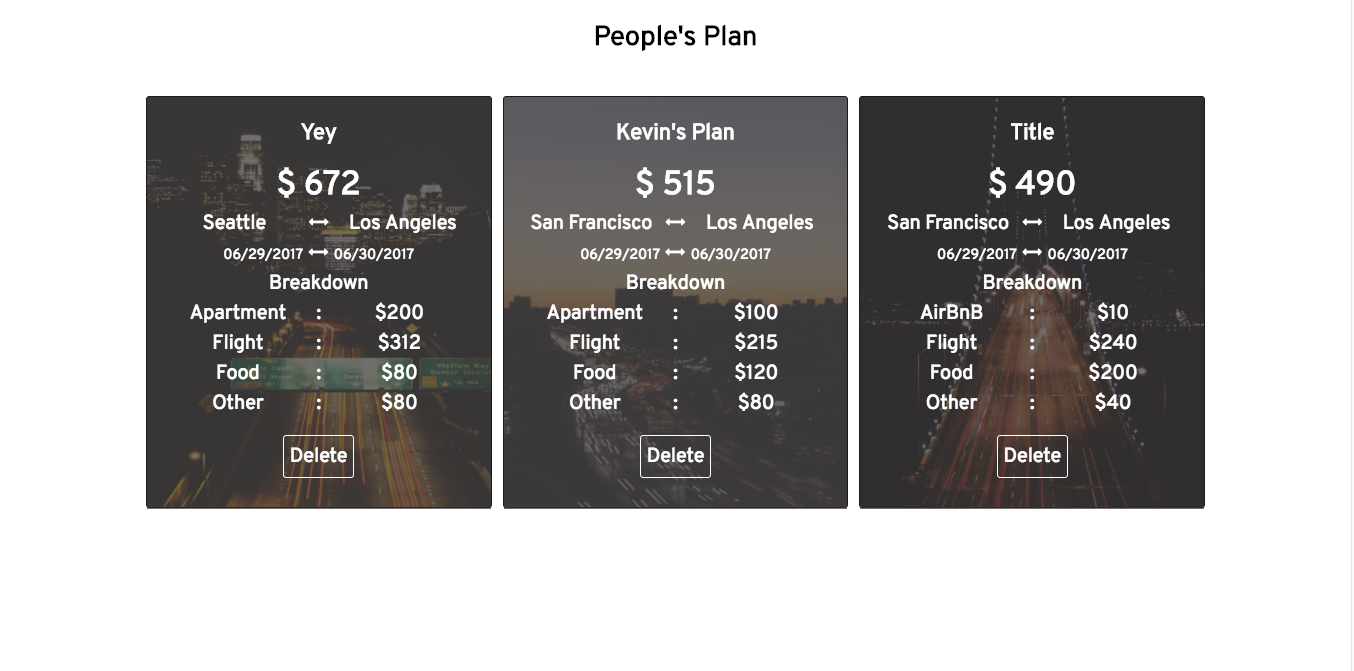 People's Plan
Yey
$ 672
Seattle ↔ Los Angeles
06/29/2017 ↔ 06/30/2017
Breakdown
Apartment : $200
Flight : $312
Food : $80
Other : $80
Delete
Kevin's Plan
$ 515
San Francisco ↔ Los Angeles
06/29/2017 ↔ 06/30/2017
Breakdown
Apartment : $100
Flight : $215
Food : $120
Other : $80
Delete
Title
$ 490
San Francisco ↔ Los Angeles
06/29/2017 ↔ 06/30/2017
Breakdown
AirBnB : $10
Flight : $240
Food : $200
Other : $40
Delete